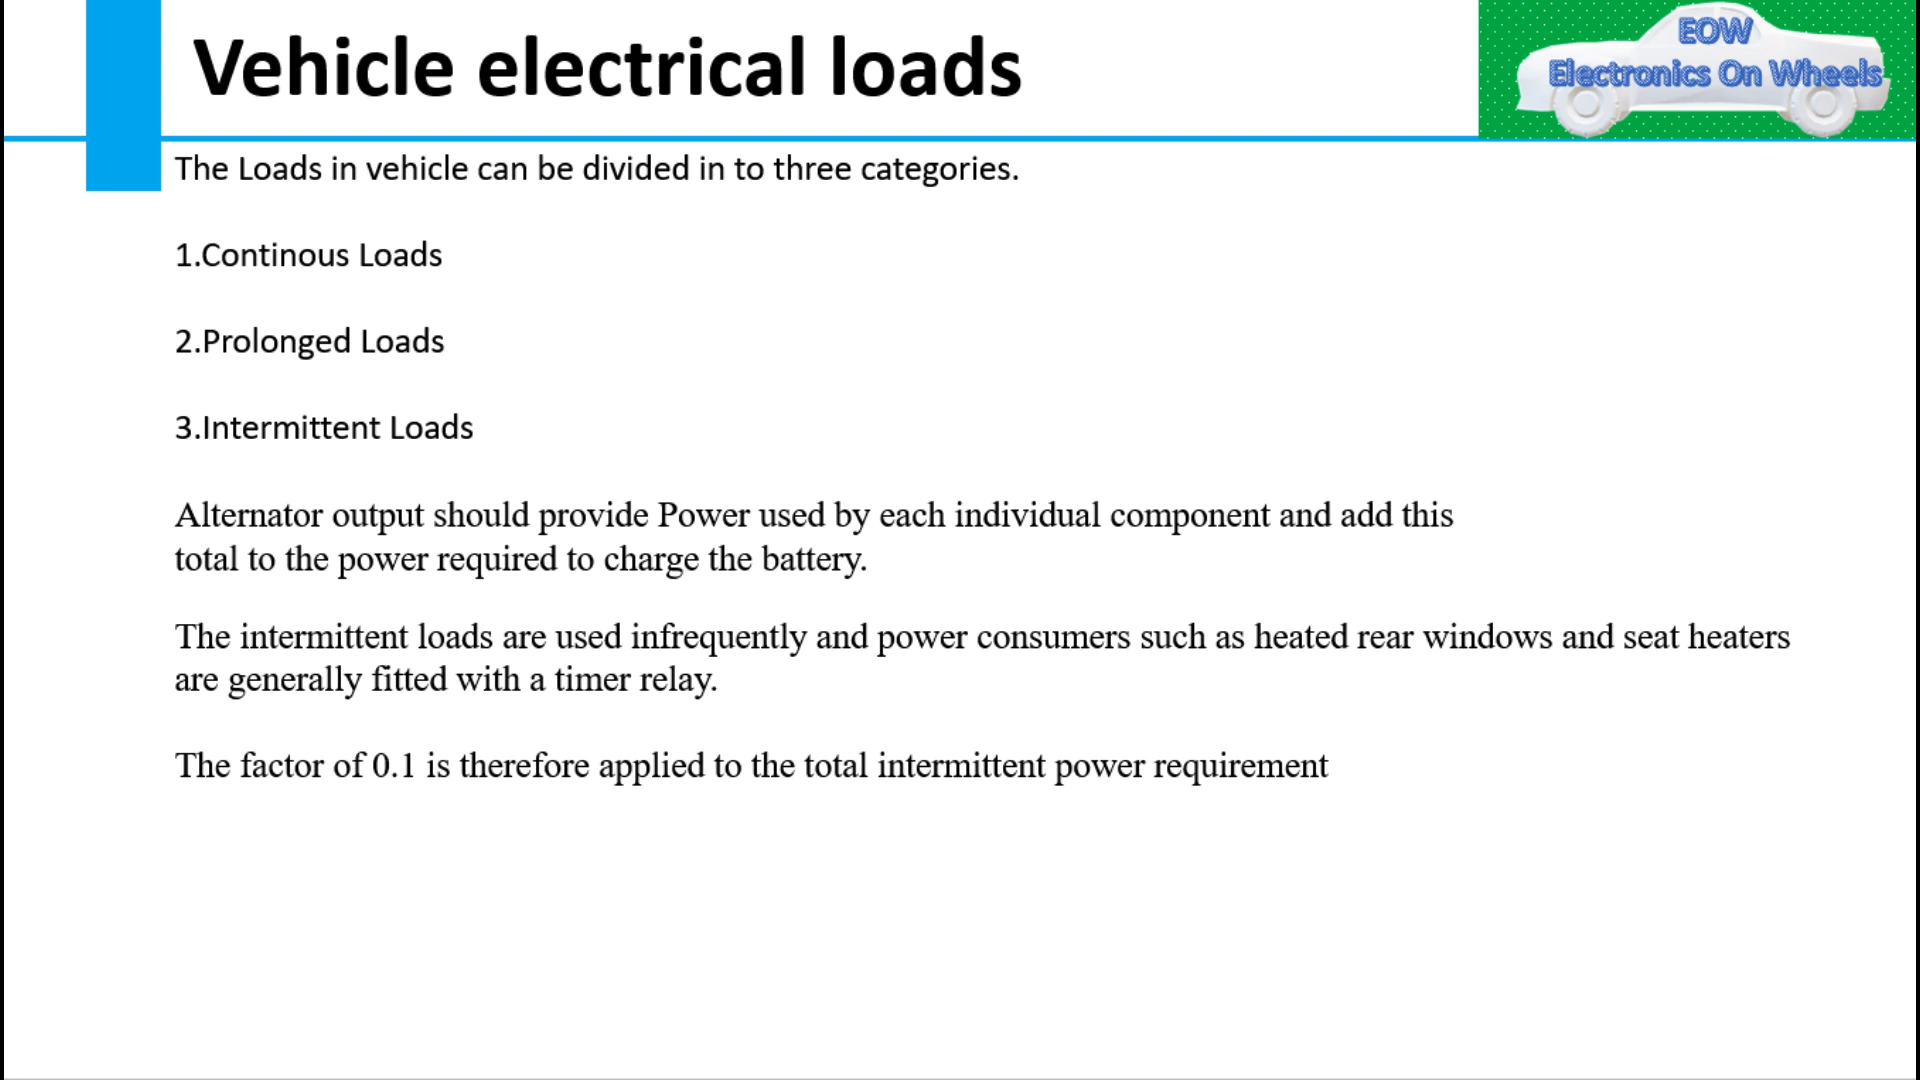 Vehicle electrical loads
EOW
Electronics On Wheels
The Loads in vehicle can be divided in to three categories.
1.Continous Loads
2.Prolonged Loads
3.Intermittent Loads
Alternator output should provide Power used by each individual component and add this
total to the power required to charge the battery.
The intermittent loads are used infrequently and power consumers such as heated rear windows and seat heaters
are generally fitted with a timer relay.
The factor of 0.1 is therefore applied to the total intermittent power requirement